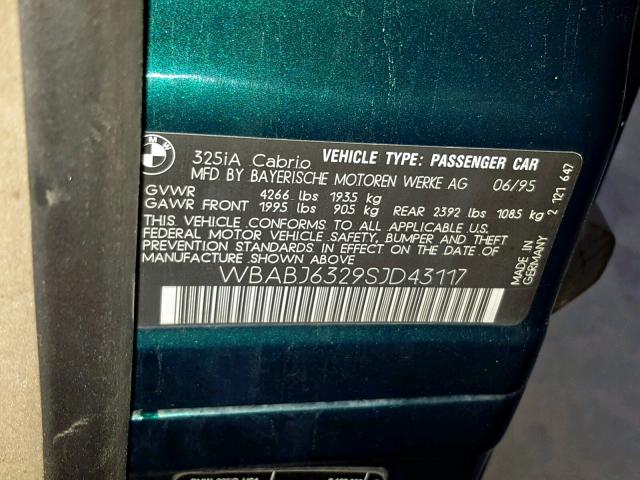 BMW
325iA Cabrio VEHICLE TYPE: PASSENGER CAR
MFD BY BAYERISCHE MOTOREN WERKE AG 06/95
GVWR 4266 lbs 1935 kg
GAWR FRONT 1995 lbs 905 kg REAR 2392 lbs 1085 kg
THIS VEHICLE CONFORMS TO ALL APPLICABLE U.S.
FEDERAL MOTOR VEHICLE SAFETY, BUMPER AND THEFT
PREVENTION STANDARDS IN EFFECT ON THE DATE OF
MANUFACTURE SHOWN ABOVE
WBABJ6329SJD43117
MADE IN
GERMANY
2 121 647